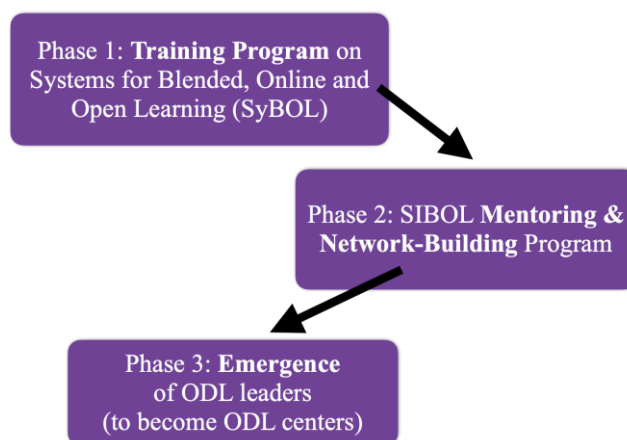 Phase 1: Training Program on
Systems for Blended, Online and
Open Learning (SyBOL)
Phase 2: SIBOL Mentoring &
Network-Building Program
Phase 3: Emergence
of ODL leaders
(to become ODL centers)